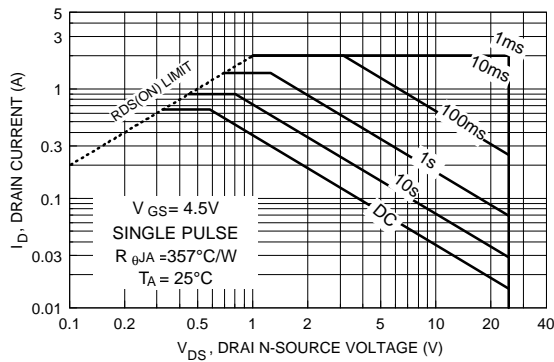 5
3
1
0.3
0.1
0.03
0.01
I D, DRAIN CURRENT (A)
RDS(ON) LIMIT
1ms
10ms
100ms
1s
10s
DC
V GS = 4.5V
SINGLE PULSE
R θJA =357°C/W
T A = 25°C
0.1 0.2 0.5 1 2 5 10 20 40
V DS , DRAI N-SOURCE VOLTAGE (V)